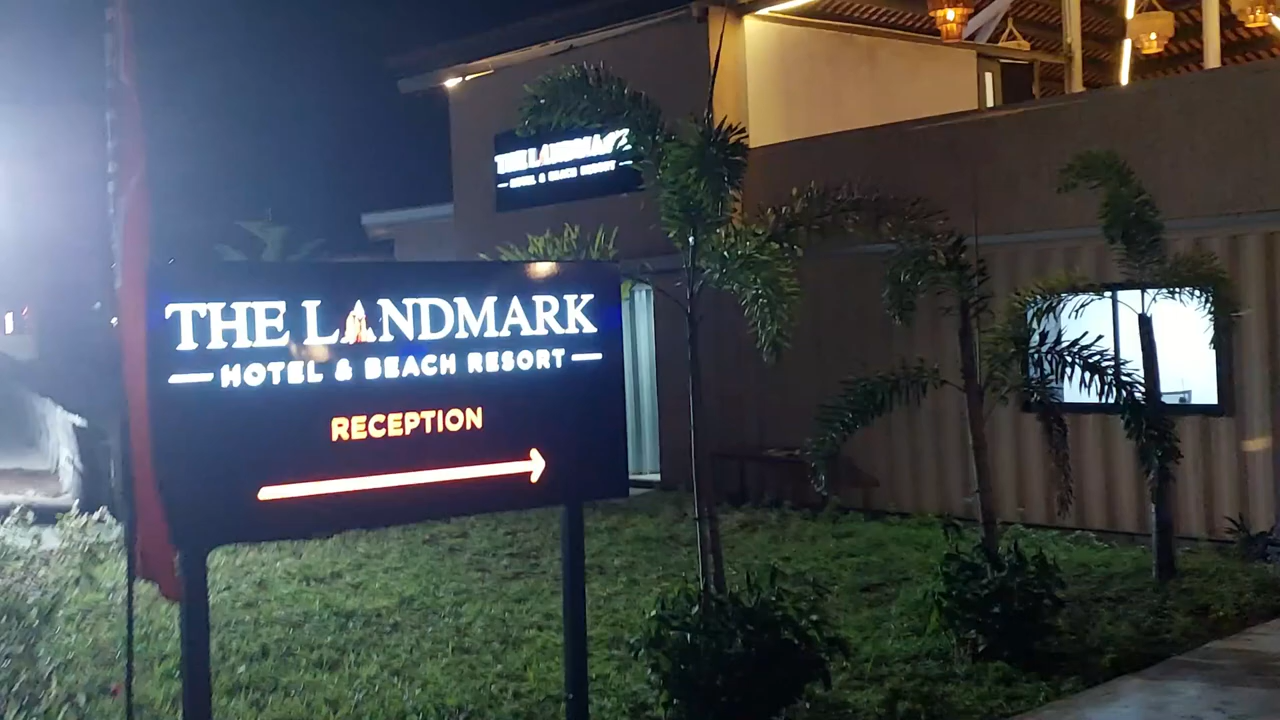 THE LANDMARK
HOTEL & BEACH RESORT
THE LANDMARK
HOTEL & BEACH RESORT
RECEPTION